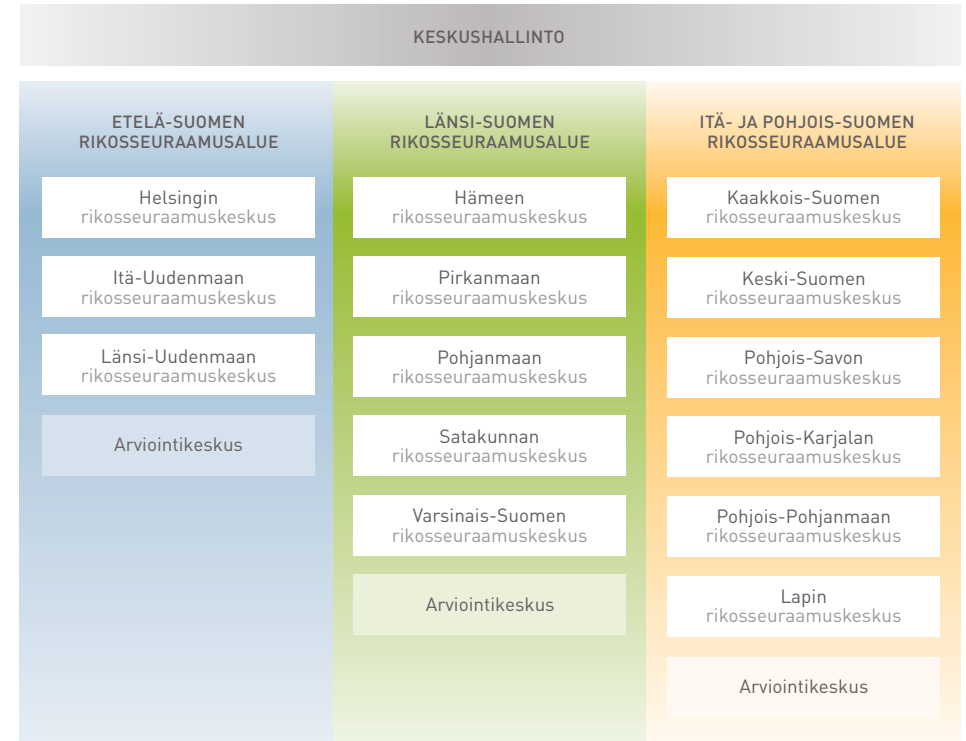 KESKUSHALLINTO
ETELÄ-SUOMEN
RIKOSSEURAAMUSALUE
Helsingin
rikosseuraamuskeskus
Itä-Uudenmaan
rikosseuraamuskeskus
Länsi-Uudenmaan
rikosseuraamuskeskus
Arviointikeskus
LÄNSI-SUOMEN
RIKOSSEURAAMUSALUE
Hämeen
rikosseuraamuskeskus
Pirkanmaan
rikosseuraamuskeskus
Pohjanmaan
rikosseuraamuskeskus
Satakunnan
rikosseuraamuskeskus
Varsinais-Suomen
rikosseuraamuskeskus
Arviointikeskus
ITÄ- JA POHJOIS-SUOMEN
RIKOSSEURAAMUSALUE
Kaakkois-Suomen
rikosseuraamuskeskus
Keski-Suomen
rikosseuraamuskeskus
Pohjois-Savon
rikosseuraamuskeskus
Pohjois-Karjalan
rikosseuraamuskeskus
Pohjois-Pohjanmaan
rikosseuraamuskeskus
Lapin
rikosseuraamuskeskus
Arviointikeskus